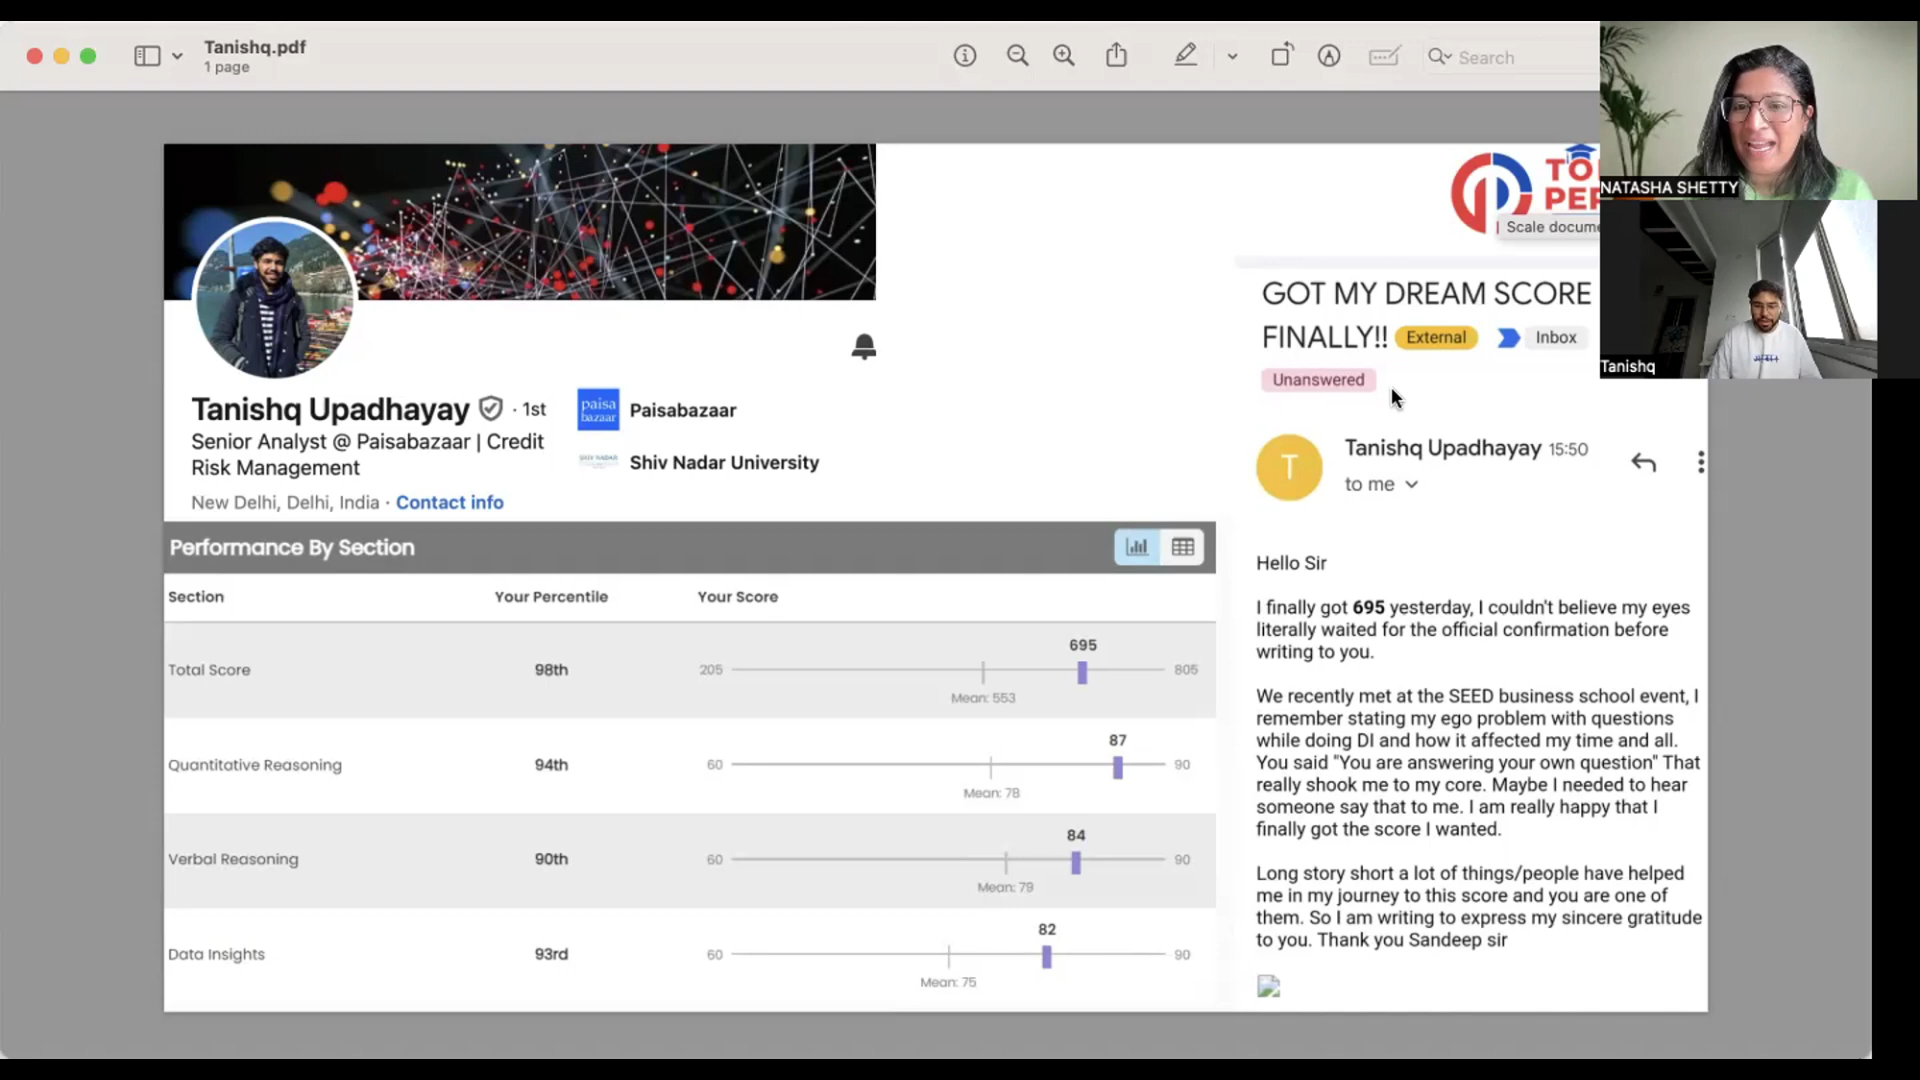 Tanishq.pdf
1 page
Search
NATASHA SHETTY
Tanishq
Scale docume
GOT MY DREAM SCORE
FINALLY!! External Inbox
Unanswered
Tanishq Upadhayay · 1st
Senior Analyst @ Paisabazaar | Credit
Risk Management
New Delhi, Delhi, India · Contact info
paisa
bazaar
Paisabazaar
SHIV NADAR
Shiv Nadar University
T
Tanishq Upadhayay 15:50
to me
Performance By Section
Section Your Percentile Your Score
Total Score 98th 205 695 805
Mean: 553
Quantitative Reasoning 94th 60 87 90
Mean: 78
Verbal Reasoning 90th 60 84 90
Mean: 79
Data Insights 93rd 60 82 90
Mean: 75
Hello Sir
I finally got 695 yesterday, I couldn't believe my eyes
literally waited for the official confirmation before
writing to you.
We recently met at the SEED business school event, I
remember stating my ego problem with questions
while doing DI and how it affected my time and all.
You said "You are answering your own question" That
really shook me to my core. Maybe I needed to hear
someone say that to me. I am really happy that I
finally got the score I wanted.
Long story short a lot of things/people have helped
me in my journey to this score and you are one of
them. So I am writing to express my sincere gratitude
to you. Thank you Sandeep sir